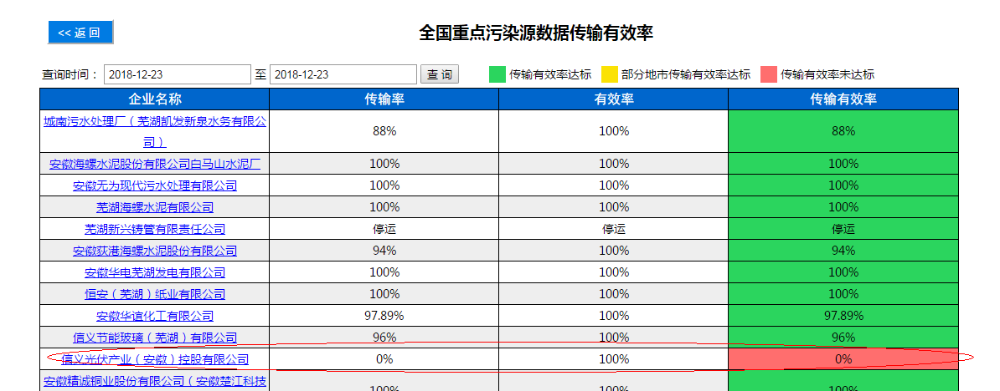 << 返 回
全国重点污染源数据传输有效率
查询时间： 2018-12-23 至 2018-12-23 查 询 传输有效率达标 部分地市传输有效率达标 传输有效率未达标
企业名称 传输率 有效率 传输有效率
城南污水处理厂（芜湖凯发新泉水务有限公
司） 88% 100% 88%
安徽海螺水泥股份有限公司白马山水泥厂 100% 100% 100%
安徽无为现代污水处理有限公司 100% 100% 100%
芜湖海螺水泥有限公司 100% 100% 100%
芜湖新兴铸管有限责任公司 停运 停运 停运
安徽荻港海螺水泥股份有限公司 94% 100% 94%
安徽华电芜湖发电有限公司 100% 100% 100%
恒安（芜湖）纸业有限公司 100% 100% 100%
安徽华谊化工有限公司 97.89% 100% 97.89%
信义节能玻璃（芜湖）有限公司 96% 100% 96%
信义光伏产业（安徽）控股有限公司 0% 100% 0%
安徽精诚铜业股份有限公司（安徽楚江科技 100% 100% 100%